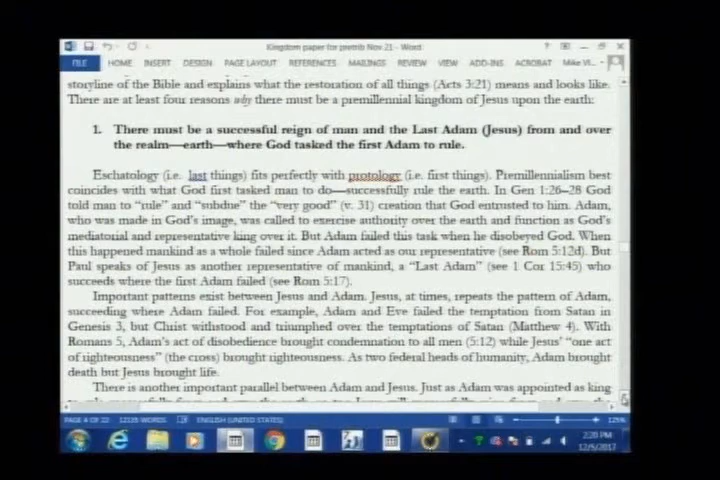 Kingdom paper for pretrib Nov 21 - Word
FILE HOME INSERT DESIGN PAGE LAYOUT REFERENCES MAILINGS REVIEW VIEW ADD-INS ACROBAT Mike Vl...
storyline of the Bible and explains what the restoration of all things (Acts 3:21) means and looks like.
There are at least four reasons why there must be a premillennial kingdom of Jesus upon the earth:
1. There must be a successful reign of man and the Last Adam (Jesus) from and over
the realm—earth—where God tasked the first Adam to rule.
Eschatology (i.e. last things) fits perfectly with protology (i.e. first things). Premillennialism best
coincides with what God first tasked man to do—successfully rule the earth. In Gen 1:26–28 God
told man to “rule” and “subdue” the “very good” (v. 31) creation that God entrusted to him. Adam,
who was made in God’s image, was called to exercise authority over the earth and function as God’s
mediatorial and representative king over it. But Adam failed this task when he disobeyed God. When
this happened mankind as a whole failed since Adam acted as our representative (see Rom 5:12d). But
Paul speaks of Jesus as another representative of mankind, a “Last Adam” (see 1 Cor 15:45) who
succeeds where the first Adam failed (see Rom 5:17).
Important patterns exist between Jesus and Adam. Jesus, at times, repeats the pattern of Adam,
succeeding where Adam failed. For example, Adam and Eve failed the temptation from Satan in
Genesis 3, but Christ withstood and triumphed over the temptations of Satan (Matthew 4). With
Romans 5, Adam’s act of disobedience brought condemnation to all men (5:12) while Jesus’ “one act
of righteousness” (the cross) brought righteousness. As two federal heads of humanity, Adam brought
death but Jesus brought life.
There is another important parallel between Adam and Jesus. Just as Adam was appointed as king
PAGE 4 OF 22 12135 WORDS ENGLISH (UNITED STATES) 125%
2:20 PM
12/5/2017